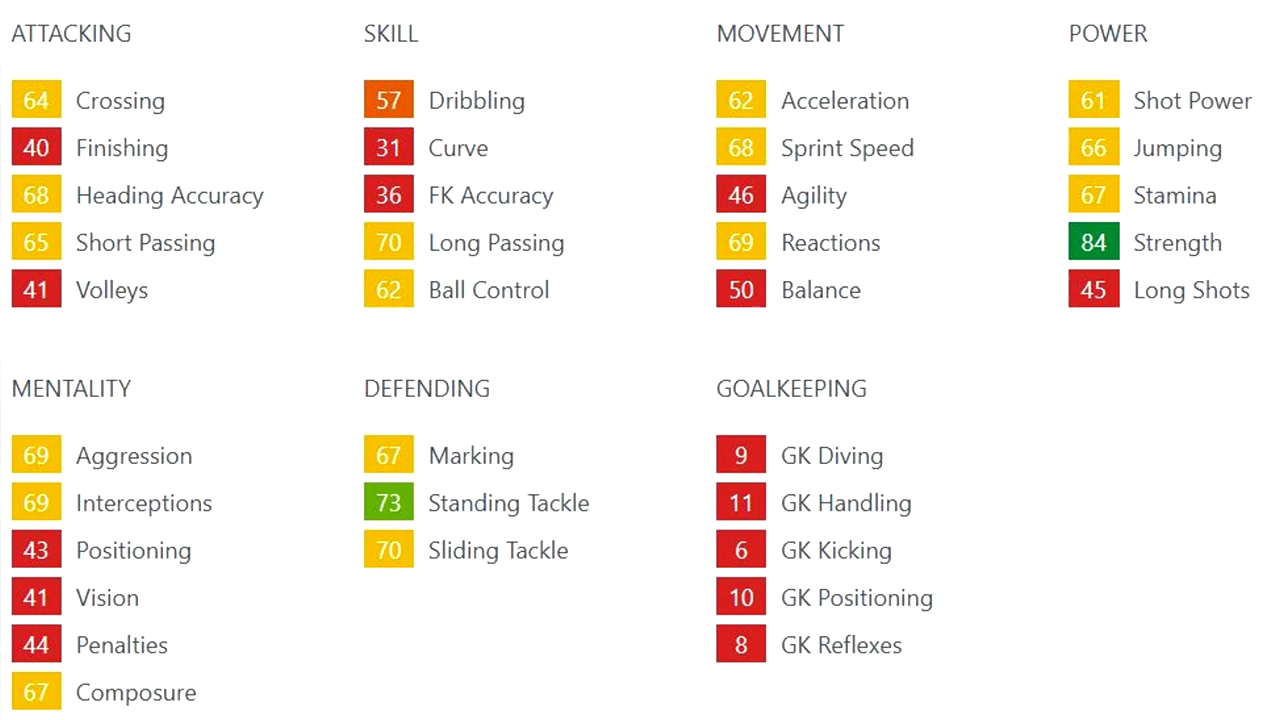 ATTACKING
64 Crossing
40 Finishing
68 Heading Accuracy
65 Short Passing
41 Volleys
SKILL
57 Dribbling
31 Curve
36 FK Accuracy
70 Long Passing
62 Ball Control
MOVEMENT
62 Acceleration
68 Sprint Speed
46 Agility
69 Reactions
50 Balance
POWER
61 Shot Power
66 Jumping
67 Stamina
84 Strength
45 Long Shots
MENTALITY
69 Aggression
69 Interceptions
43 Positioning
41 Vision
44 Penalties
67 Composure
DEFENDING
67 Marking
73 Standing Tackle
70 Sliding Tackle
GOALKEEPING
9 GK Diving
11 GK Handling
6 GK Kicking
10 GK Positioning
8 GK Reflexes